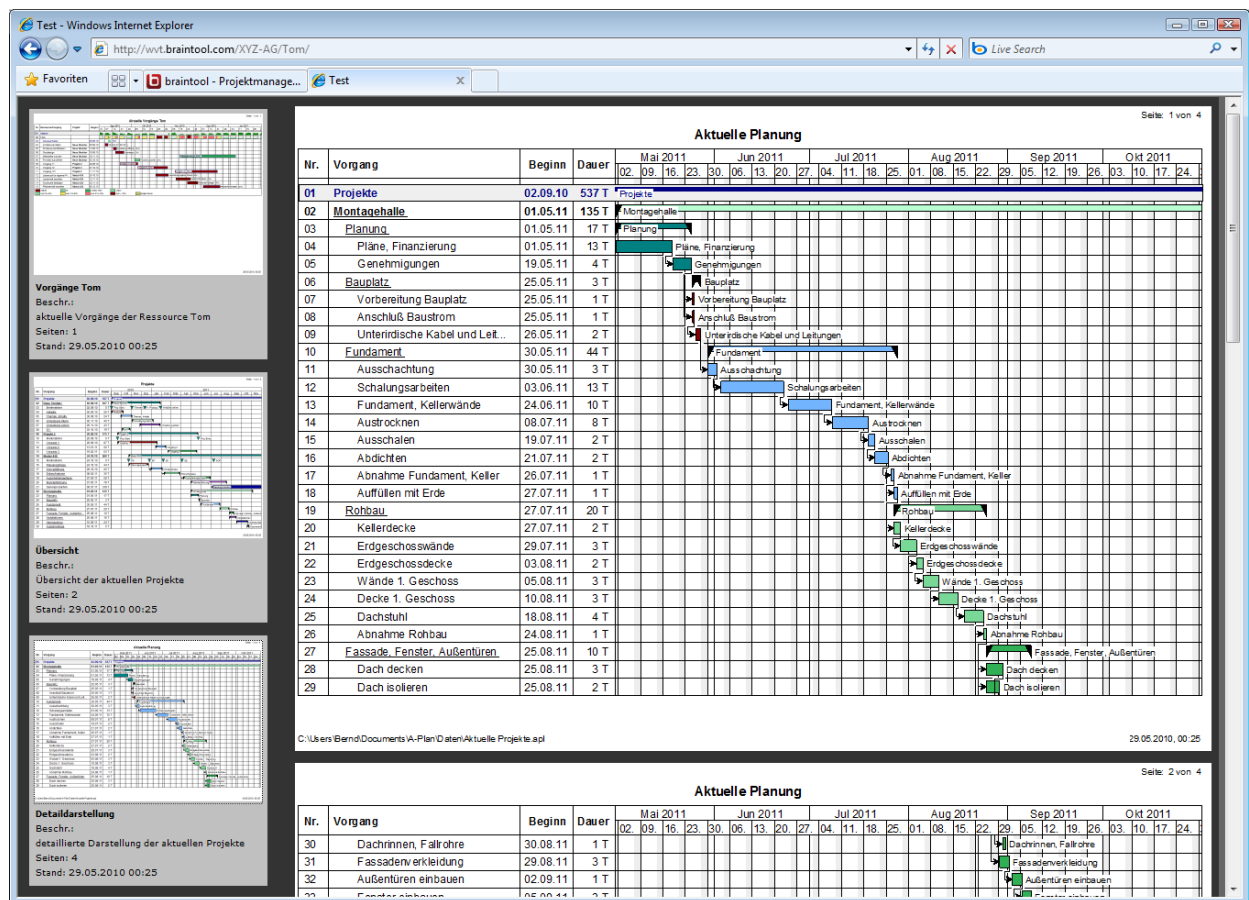 Test - Windows Internet Explorer
http://wvt.braintool.com/XYZ-AG/Tom/
Live Search
Favoriten
braintool - Projektmanage...
Test
Vorgänge Tom
Beschr.:
aktuelle Vorgänge der Ressource Tom
Seiten: 1
Stand: 29.05.2010 00:25
Übersicht
Beschr.:
Übersicht der aktuellen Projekte
Seiten: 2
Stand: 29.05.2010 00:25
Detaildarstellung
Beschr.:
detaillierte Darstellung der aktuellen Projekte
Seiten: 4
Stand: 29.05.2010 00:25
Seite: 1 von 4
Aktuelle Planung
Nr. Vorgang Beginn Dauer Mai 2011 Jun 2011 Jul 2011 Aug 2011 Sep 2011 Okt 2011
02. 09. 16. 23. 30. 06. 13. 20. 27. 04. 11. 18. 25. 01. 08. 15. 22. 29. 05. 12. 19. 26. 03. 10. 17. 24.
01 Projekte 02.09.10 537 T Projekte
02 Montagehalle 01.05.11 135 T Montagehalle
03 Planung 01.05.11 17 T Planung
04 Pläne, Finanzierung 01.05.11 13 T Pläne, Finanzierung
05 Genehmigungen 19.05.11 4 T Genehmigungen
06 Bauplatz 25.05.11 3 T Bauplatz
07 Vorbereitung Bauplatz 25.05.11 1 T Vorbereitung Bauplatz
08 Anschluß Baustrom 25.05.11 1 T Anschluß Baustrom
09 Unterirdische Kabel und Leit... 26.05.11 2 T Unterirdische Kabel und Leitungen
10 Fundament 30.05.11 44 T Fundament
11 Ausschachtung 30.05.11 3 T Ausschachtung
12 Schalungsarbeiten 03.06.11 13 T Schalungsarbeiten
13 Fundament, Kellerwände 24.06.11 10 T Fundament, Kellerwände
14 Austrocknen 08.07.11 8 T Austrocknen
15 Ausschalen 19.07.11 2 T Ausschalen
16 Abdichten 21.07.11 2 T Abdichten
17 Abnahme Fundament, Keller 26.07.11 1 T Abnahme Fundament, Keller
18 Auffüllen mit Erde 27.07.11 1 T Auffüllen mit Erde
19 Rohbau 27.07.11 20 T Rohbau
20 Kellerdecke 27.07.11 2 T Kellerdecke
21 Erdgeschosswände 29.07.11 3 T Erdgeschosswände
22 Erdgeschossdecke 03.08.11 2 T Erdgeschossdecke
23 Wände 1. Geschoss 05.08.11 3 T Wände 1. Geschoss
24 Decke 1. Geschoss 10.08.11 3 T Decke 1. Geschoss
25 Dachstuhl 18.08.11 4 T Dachstuhl
26 Abnahme Rohbau 24.08.11 1 T Abnahme Rohbau
27 Fassade, Fenster, Außentüren 25.08.11 10 T Fassade, Fenster, Außentüren
28 Dach decken 25.08.11 3 T Dach decken
29 Dach isolieren 25.08.11 2 T Dach isolieren
C:\Users\Bernd\Documents\A-Plan\Daten\Aktuelle Projekte.apl 29.05.2010, 00:25
Seite: 2 von 4
Aktuelle Planung
Nr. Vorgang Beginn Dauer Mai 2011 Jun 2011 Jul 2011 Aug 2011 Sep 2011 Okt 2011
02. 09. 16. 23. 30. 06. 13. 20. 27. 04. 11. 18. 25. 01. 08. 15. 22. 29. 05. 12. 19. 26. 03. 10. 17. 24.
30 Dachrinnen, Fallrohre 30.08.11 1 T Dachrinnen, Fallrohre
31 Fassadenverkleidung 29.08.11 3 T Fassadenverkleidung
32 Außentüren einbauen 02.09.11 1 T Außentüren einbauen